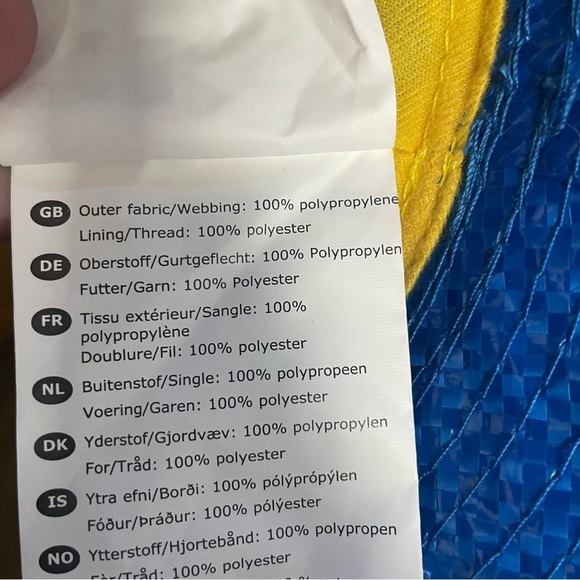 GB Outer fabric/Webbing: 100% polypropylene
Lining/Thread: 100% polyester
DE Oberstoff/Gurtgeflecht: 100% Polypropylen
Futter/Garn: 100% Polyester
FR Tissu extérieur/Sangle: 100%
polypropylène
Doublure/Fil: 100% polyester
NL Buitenstof/Single: 100% polypropeen
Voering/Garen: 100% polyester
DK Yderstof/Gjordvæv: 100% polypropylen
For/Tråd: 100% polyester
IS Ytra efni/Borði: 100% pólýprópýlen
Fóður/Þráður: 100% pólýester
NO Ytterstoff/Hjortebånd: 100% polypropen
Fòr/Tråd: 100% polyester